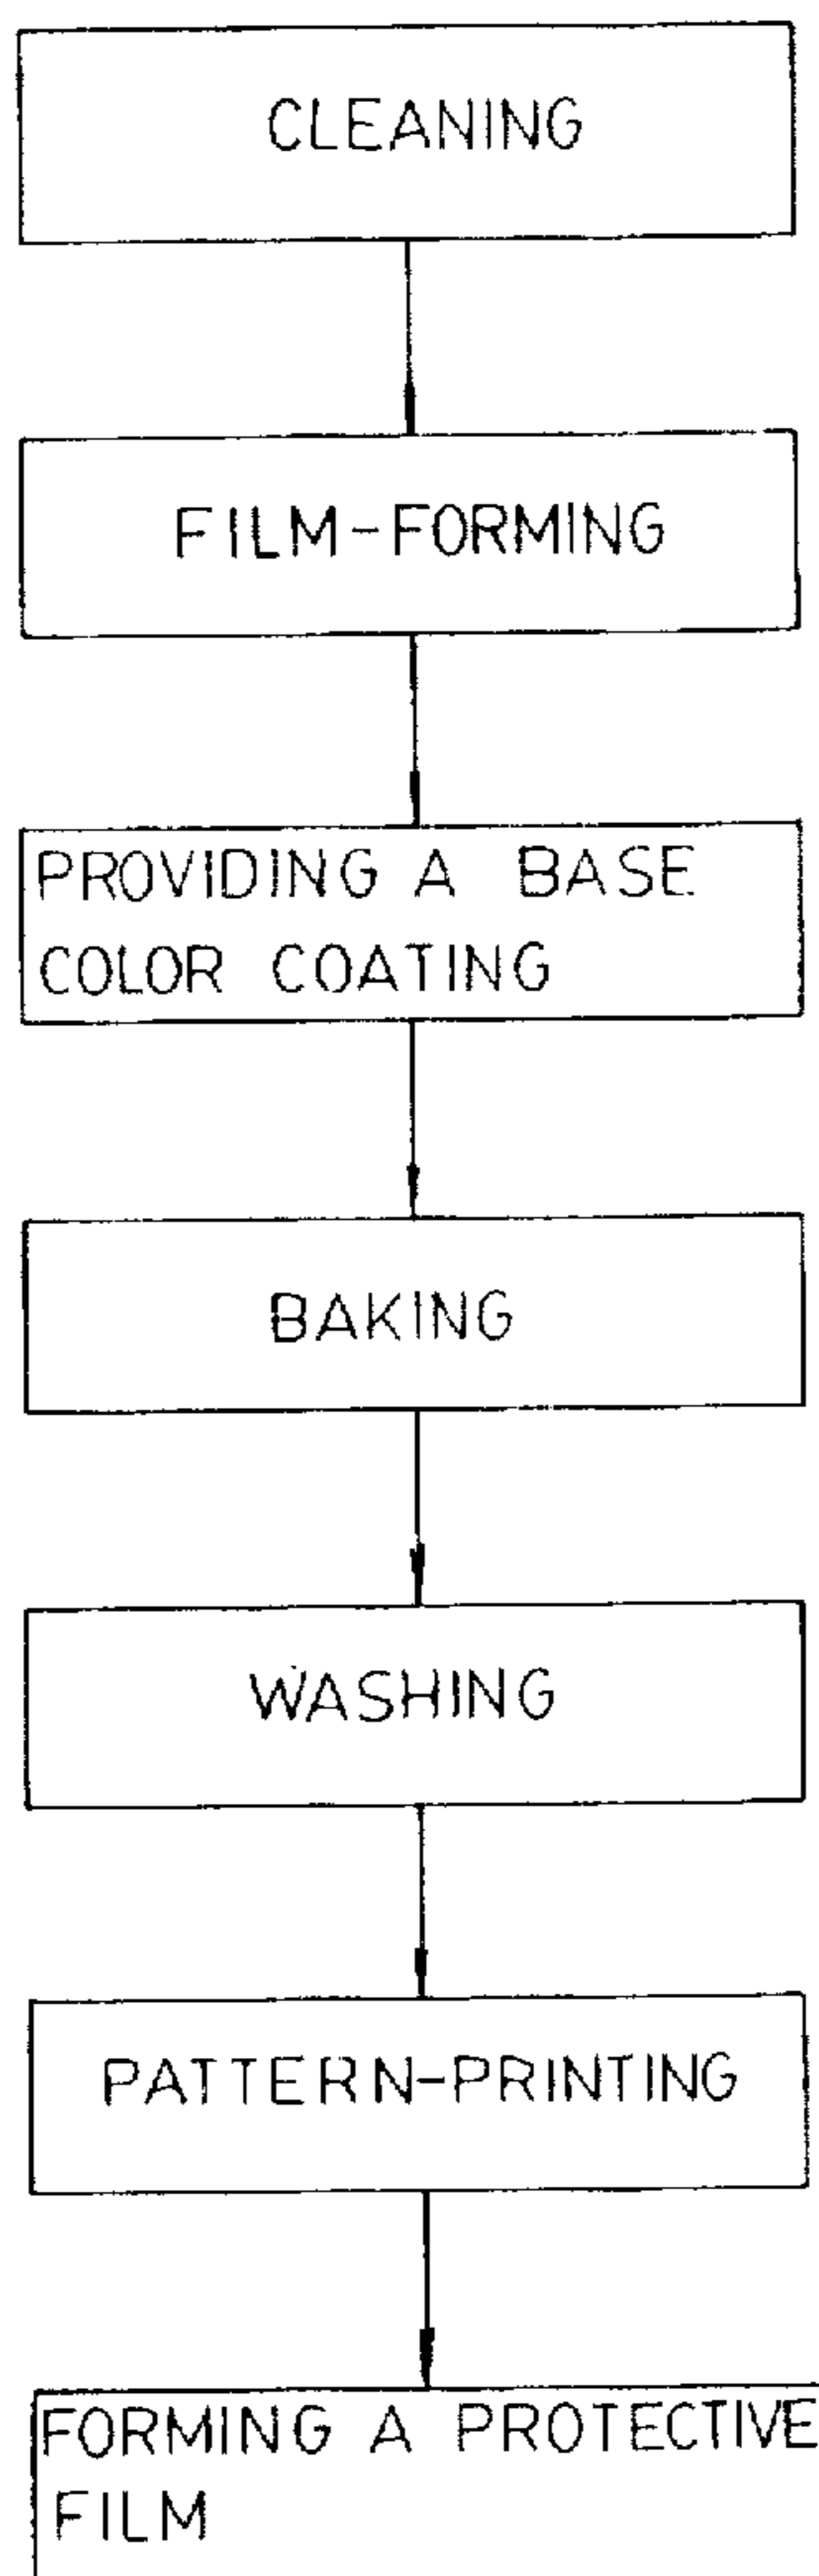 CLEANING
FILM-FORMING
PROVIDING A BASE
COLOR COATING
BAKING
WASHING
PATTERN-PRINTING
FORMING A PROTECTIVE
FILM